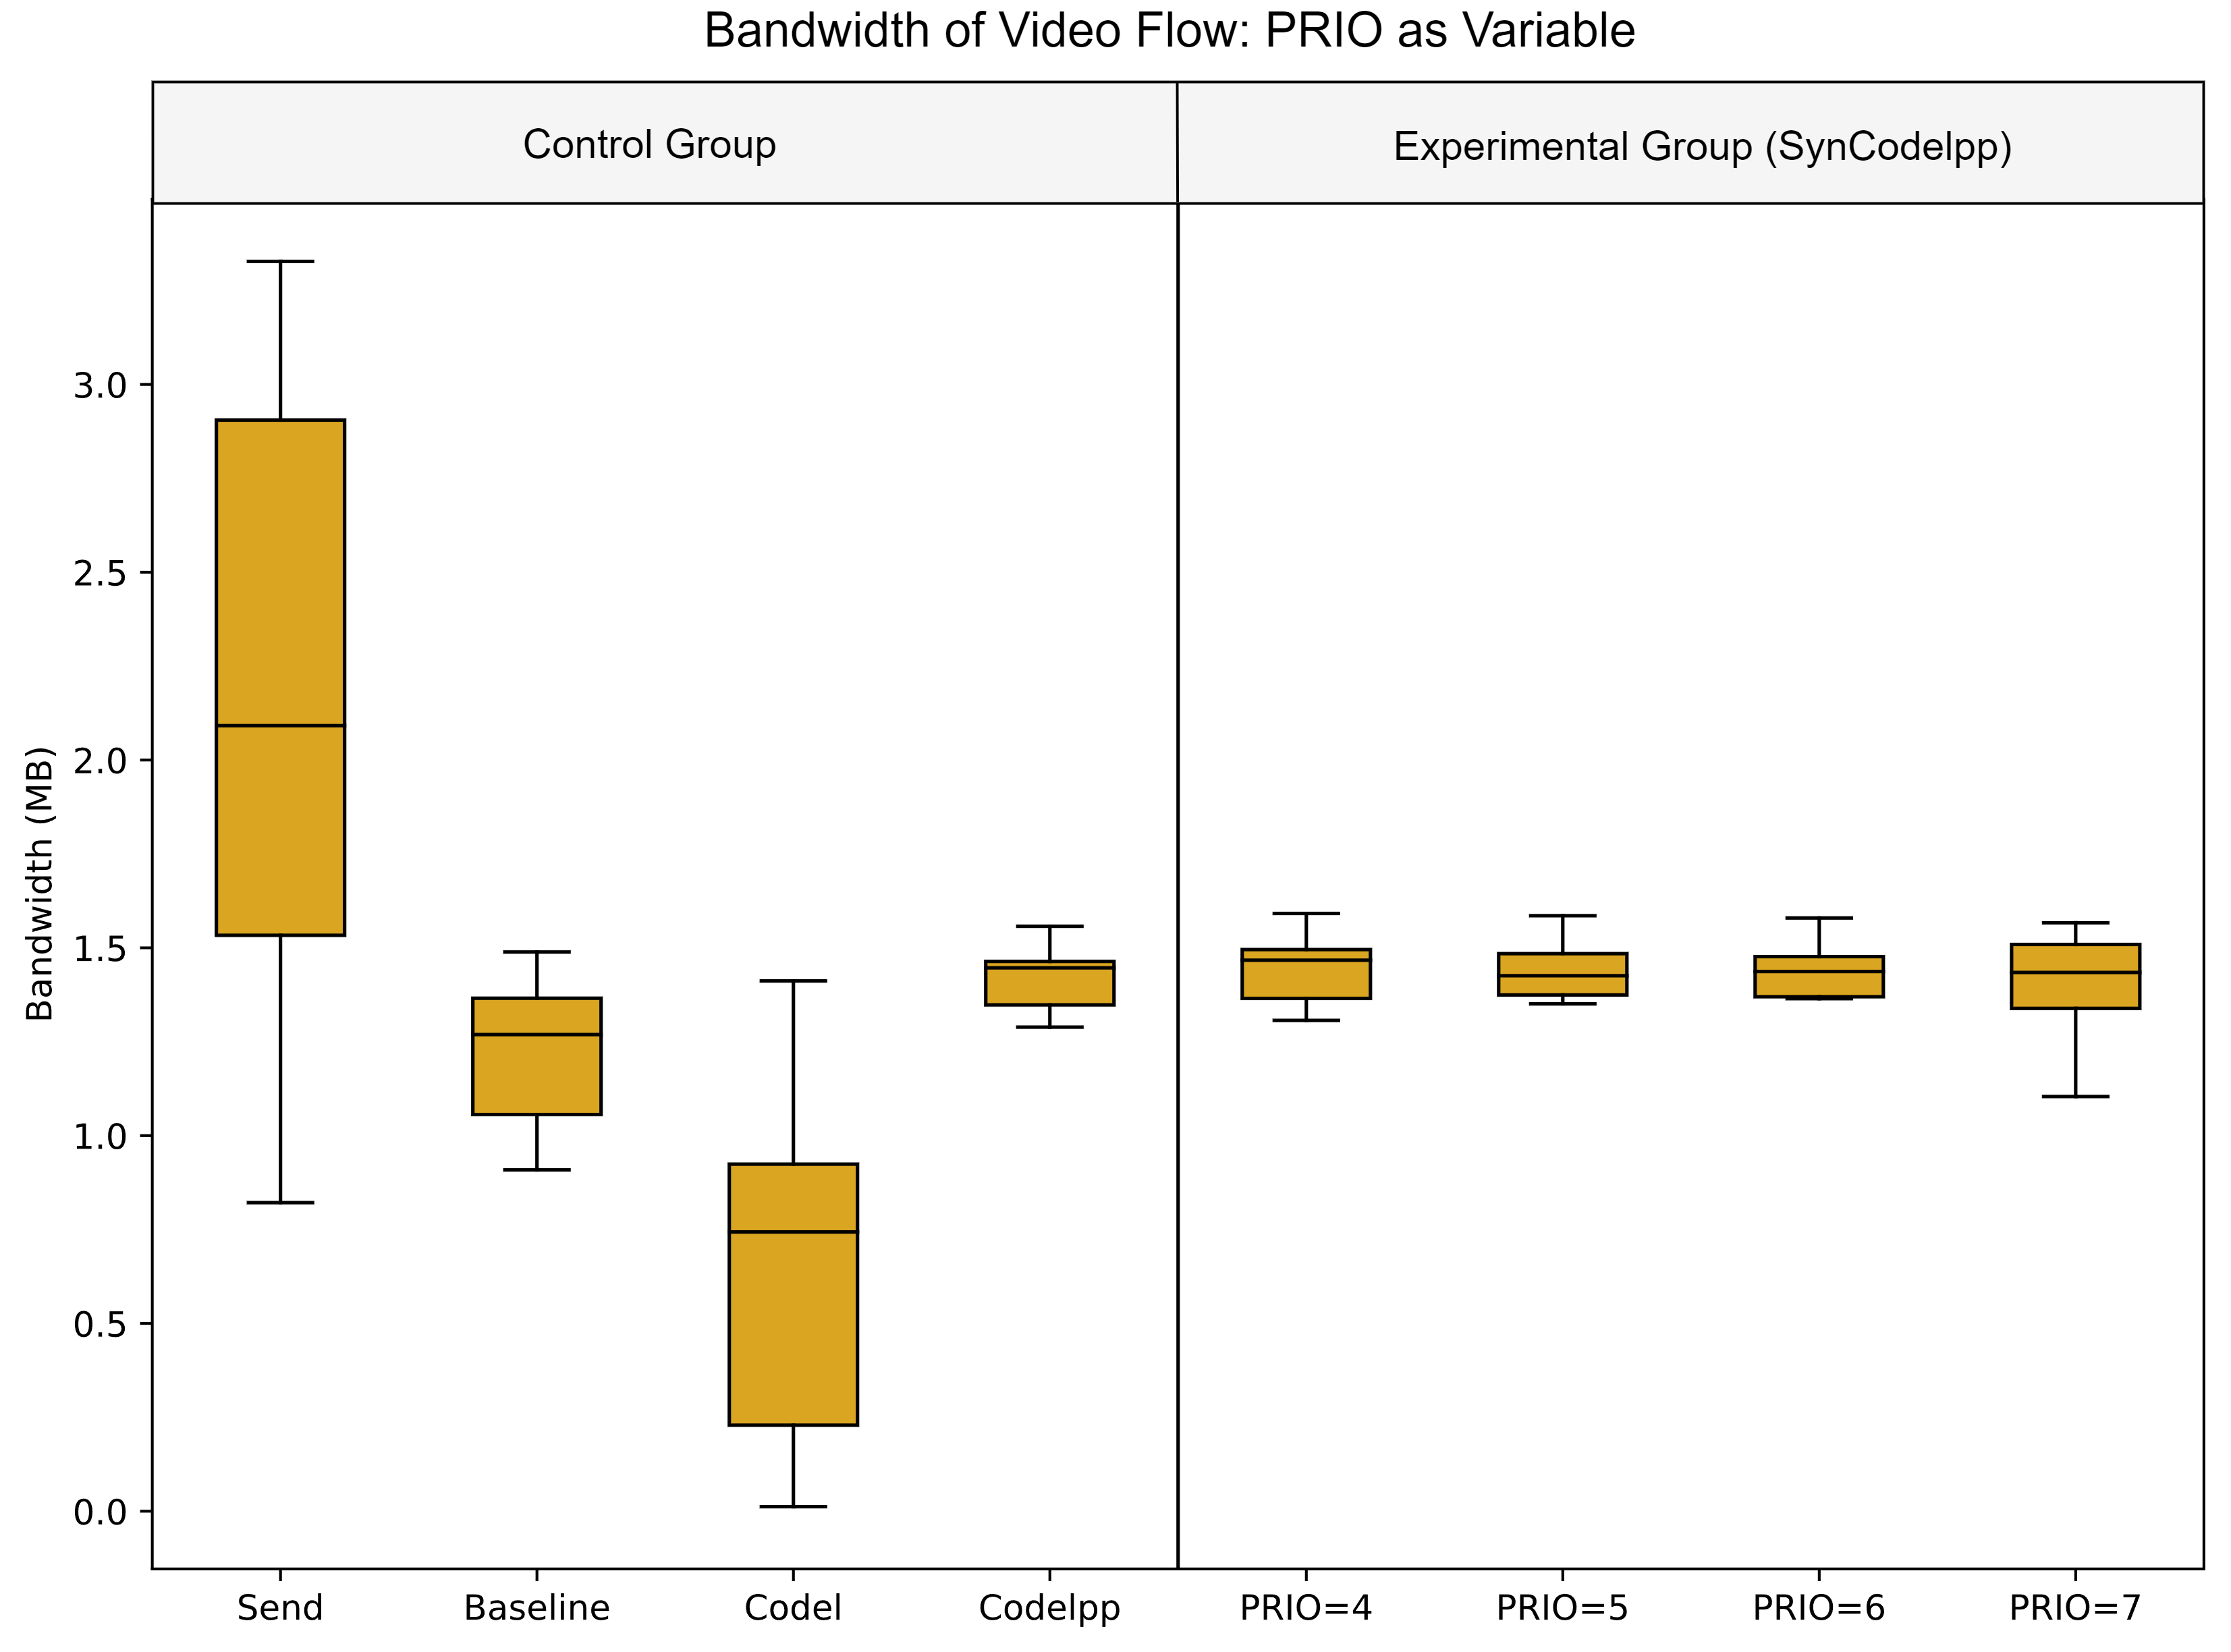 Bandwidth of Video Flow: PRIO as Variable
Control Group
Experimental Group (SynCodelpp)
Bandwidth (MB)
3.0
2.5
2.0
1.5
1.0
0.5
0.0
Send
Baseline
Codel
Codelpp
PRIO=4
PRIO=5
PRIO=6
PRIO=7